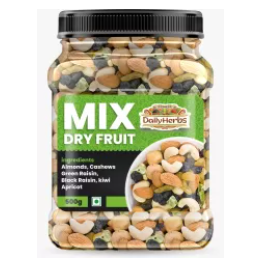 MIX
DailyHerbs
DRY FRUIT
Ingredients
Almonds, Cashews
Green Raisin,
Black Raisin, kiwi
Apricot
500g